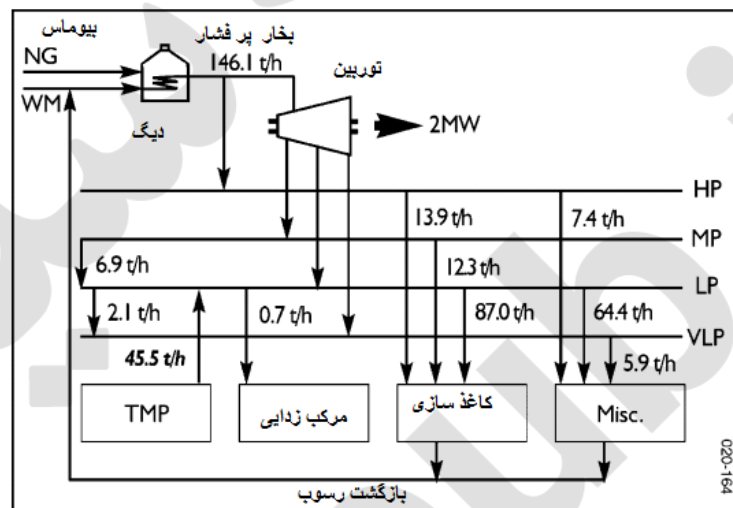 بیوماس
NG
WM
بخار پر فشار
146.1 t/h
توربین
2MW
دیگ
HP
13.9 t/h
7.4 t/h
MP
6.9 t/h
12.3 t/h
LP
2.1 t/h
0.7 t/h
87.0 t/h
64.4 t/h
VLP
45.5 t/h
5.9 t/h
TMP
مرکب زدایی
کاغذ سازی
Misc.
بازگشت رسوب
020-164